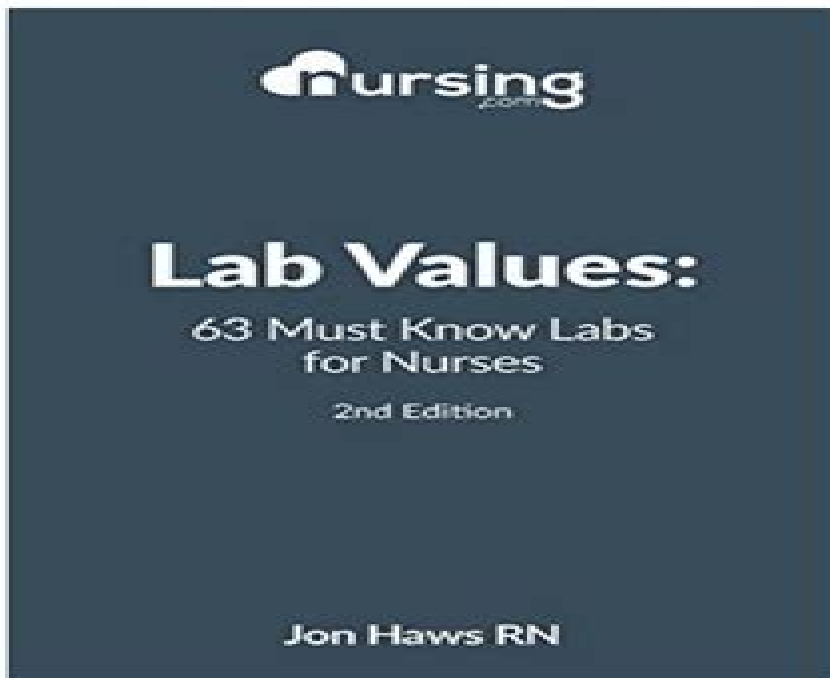 nursing
.com
Lab Values:
63 Must Know Labs
for Nurses
2nd Edition
Jon Haws RN